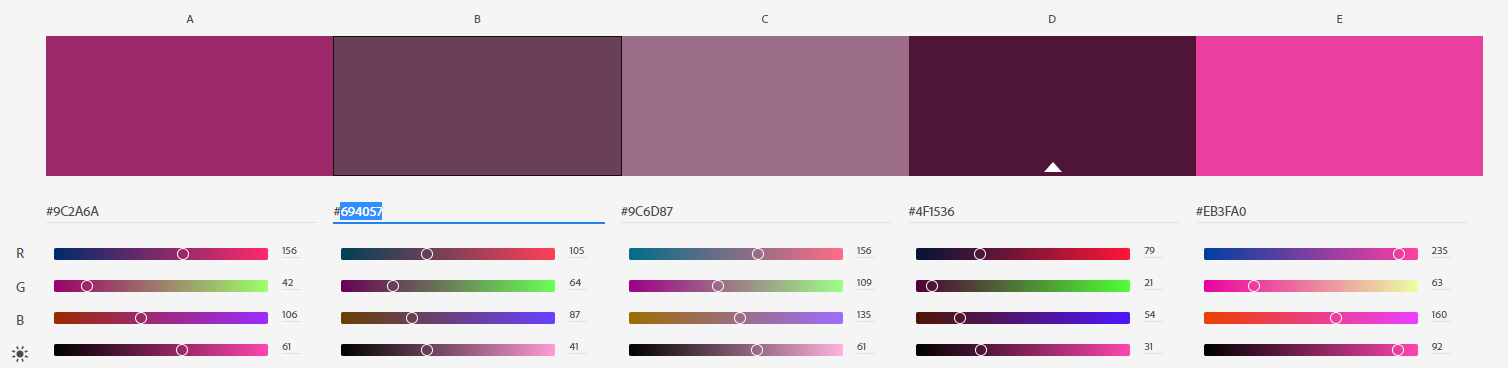 A B C D E
#9C2A6A #694057 #9C6D87 #4F1536 #EB3FA0
R 156 105 156 79 235
G 42 64 109 21 63
B 106 87 135 54 160
61 41 61 31 92